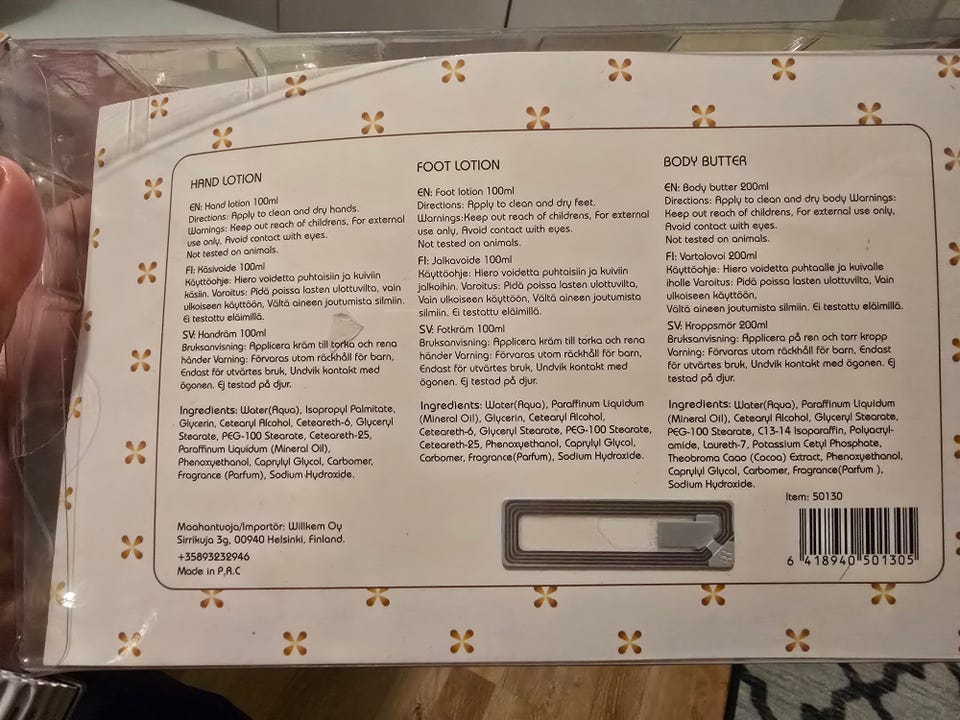 HAND LOTION
EN: Hand lotion 100ml
Directions: Apply to clean and dry hands.
Warnings: Keep out reach of childrens, For external
use only, Avoid contact with eyes.
Not tested on animals.
FI: Käsivoide 100ml
Käyttöohje: Hiero voidetta puhtaisiin ja kuiviin
käsiin. Varoitus: Pidä poissa lasten ulottuvilta, vain
ulkoiseen käyttöön, Vältä aineen joutumista silmiin.
Ei testattu eläimillä.
SV: Handräm 100ml
Bruksanvisning: Applicera kräm till torka och rena
händer Varning: Förvaras utom räckhåll för barn,
Endast för utvärtes bruk, Undvik kontakt med
ögonen. Ej testad på djur.
Ingredients: Water(Aqua), Isopropyl Palmitate,
Glycerin, Cetearyl Alcohol, Ceteareth-6, Glyceryl
Stearate, PEG-100 Stearate, Ceteareth-25,
Paraffinum Liquidum (Mineral Oil),
Phenoxyethanol, Caprylyl Glycol, Carbomer,
Fragrance (Parfum), Sodium Hydroxide.
FOOT LOTION
EN: Foot lotion 100ml
Directions: Apply to clean and dry feet.
Warnings:Keep out reach of childrens, For external
use only, Avoid contact with eyes.
Not tested on animals.
FI: Jalkavoide 100ml
Käyttöohje: Hiero voidetta puhtaisiin ja kuiviin
jalkoihin. Varoitus: Pidä poissa lasten ulottuvilta,
Vain ulkoiseen käyttöön, Vältä aineen joutumista
silmiin. Ei testattu eläimillä.
SV: Fotkräm 100ml
Bruksanvisning: Applicera kräm till torka och rena
händer Varning: Förvaras utom räckhåll för barn,
Endast för utvärtes bruk, Undvik kontakt med
ögonen. Ej testad på djur.
Ingredients: Water(Aqua), Paraffinum Liquidum
(Mineral Oil), Glycerin, Cetearyl Alcohol,
Ceteareth-6, Glyceryl Stearate, PEG-100 Stearate,
Ceteareth-25, Phenoxyethanol, Caprylyl Glycol,
Carbomer, Fragrance(Parfum), Sodium Hydroxide.
BODY BUTTER
EN: Body butter 200ml
Directions: Apply to clean and dry body Warnings:
Keep out reach of childrens, For external use only,
Avoid contact with eyes.
Not tested on animals.
FI: Vartalovoi 200ml
Käyttöohje: Hiero voidetta puhtaalle ja kuivalle
iholle Varoitus: Pidä poissa lasten ulottuvilta, Vain
ulkoiseen käyttöön,
Vältä aineen joutumista silmiin. Ei testattu eläimillä.
SV: Kroppsmör 200ml
Bruksanvisning: Applicera på ren och torr kropp
Varning: Förvaras utom räckhåll för barn, Endast
för utvärtes bruk, Undvik kontakt med ögonen. Ej
testad på djur.
Ingredients: Water(Aqua), Paraffinum Liquidum
(Mineral Oil), Cetearyl Alcohol, Glyceryl Stearate,
PEG-100 Stearate, C13-14 Isoparaffin, Polyacryl-
amide, Laureth-7, Potassium Cetyl Phosphate,
Theobroma Cacao (Cocoa) Extract, Phenoxyethanol,
Caprylyl Glycol, Carbomer, Fragrance(Parfum ),
Sodium Hydroxide.
Maahantuoja/Importör: Willkem Oy
Sirrikuja 3g, 00940 Helsinki, Finland.
+35893232946
Made in P.R.C
Item: 50130
6 418940 501305